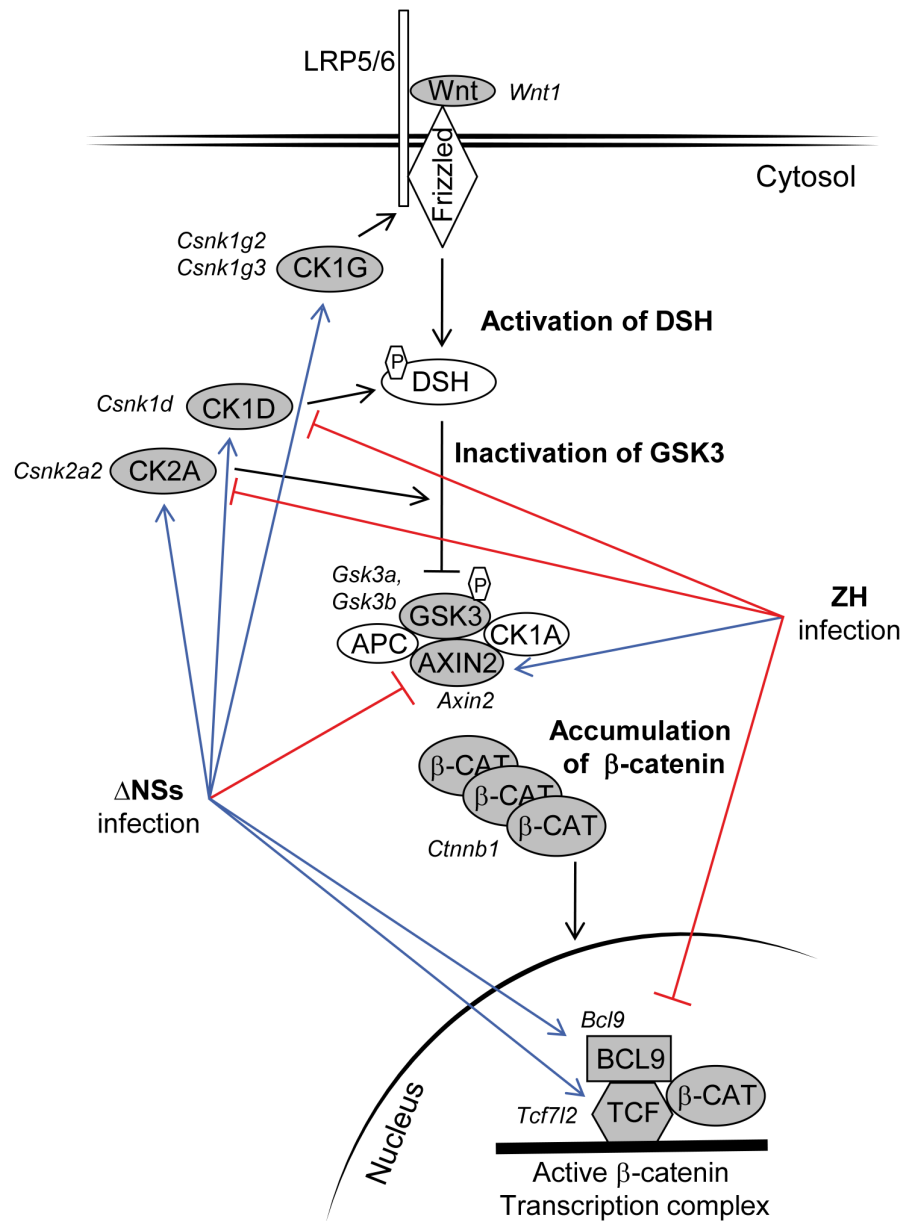 LRP5/6
Wnt
Wnt1
Frizzled
Cytosol
Csnk1g2
Csnk1g3
CK1G
Activation of DSH
P
DSH
Csnk1d
CK1D
Inactivation of GSK3
Csnk2a2
CK2A
Gsk3a,
Gsk3b
P
GSK3
APC
CK1A
AXIN2
Axin2
ZH
infection
Accumulation
of β-catenin
β-CAT
β-CAT
β-CAT
Ctnnb1
ΔNSs
infection
Nucleus
Bcl9
BCL9
β-CAT
Tcf7l2
TCF
Active β-catenin
Transcription complex